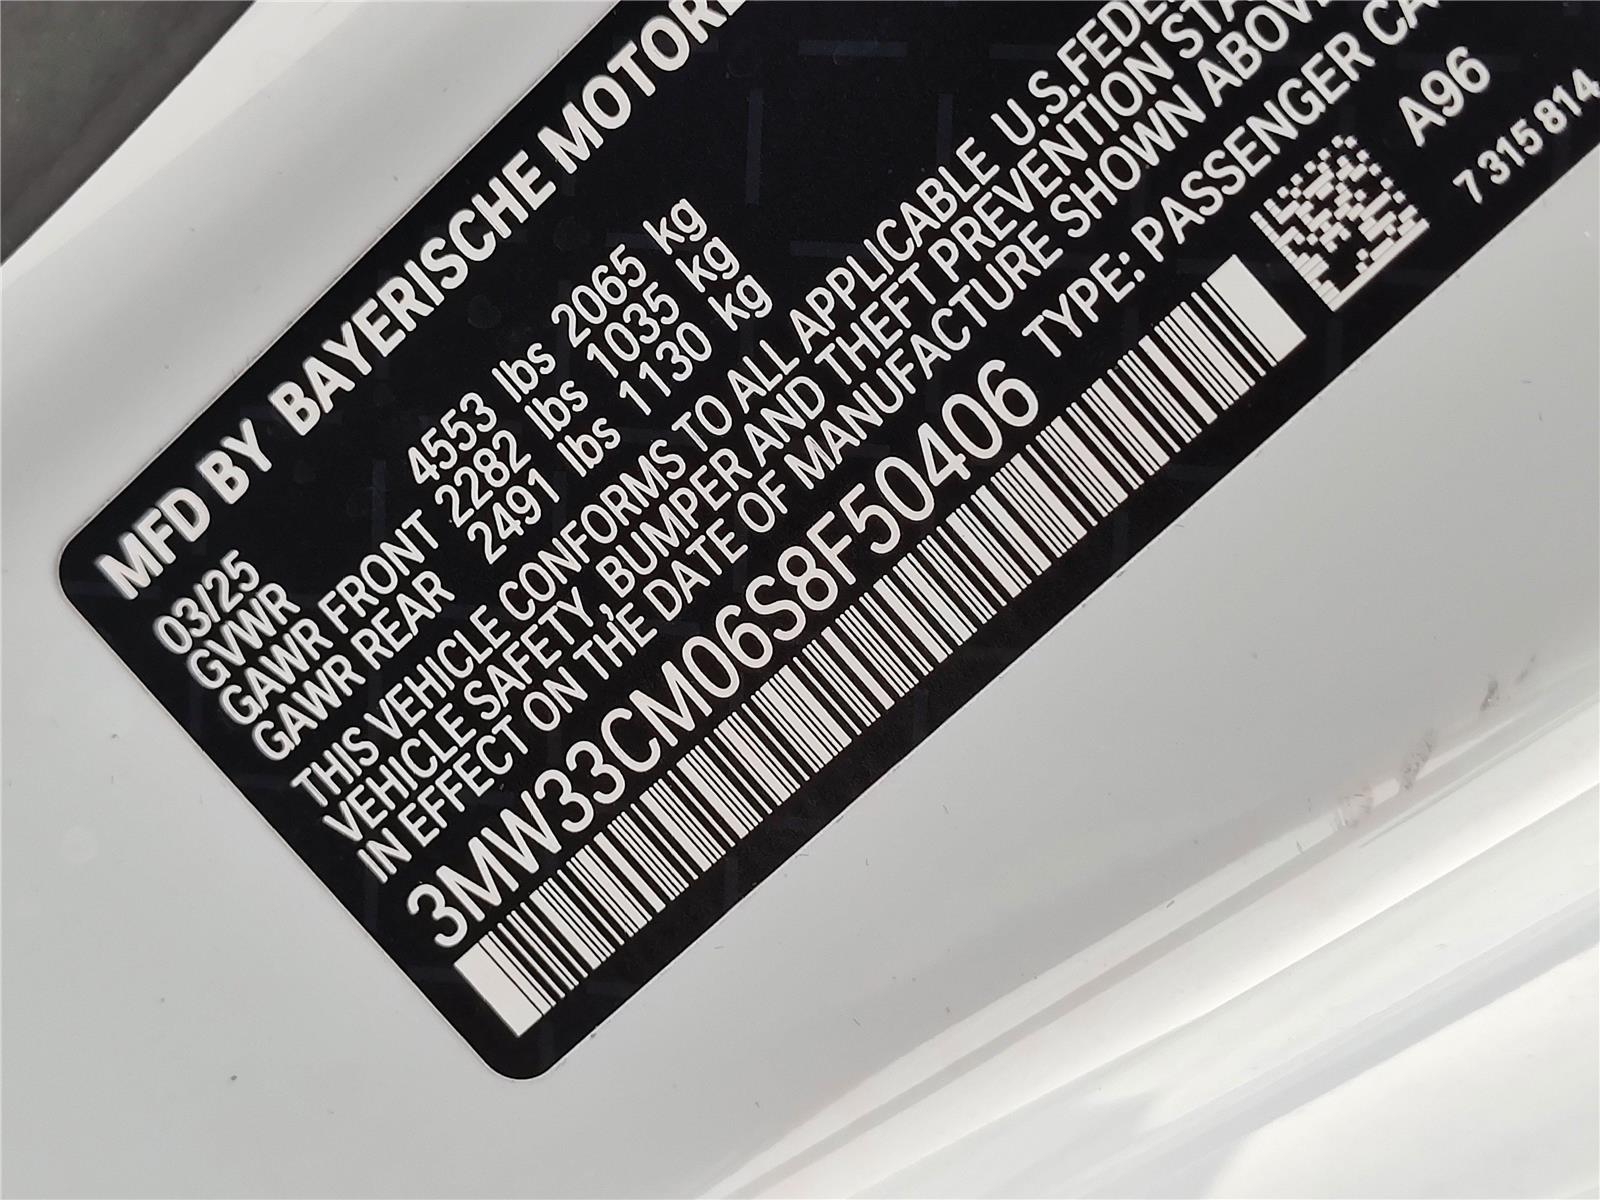 MFD BY BAYERISCHE MOTORE
03/25
GVWR 4553 lbs 2065 kg
GAWR FRONT 2282 lbs 1035 kg
GAWR REAR 2491 lbs 1130 kg
THIS VEHICLE CONFORMS TO ALL APPLICABLE U.S.FEDE
VEHICLE SAFETY, BUMPER AND THEFT PREVENTION STA
IN EFFECT ON THE DATE OF MANUFACTURE SHOWN ABOVE
3MW33CM06S8F50406 TYPE: PASSENGER CA
A96
7 315 814